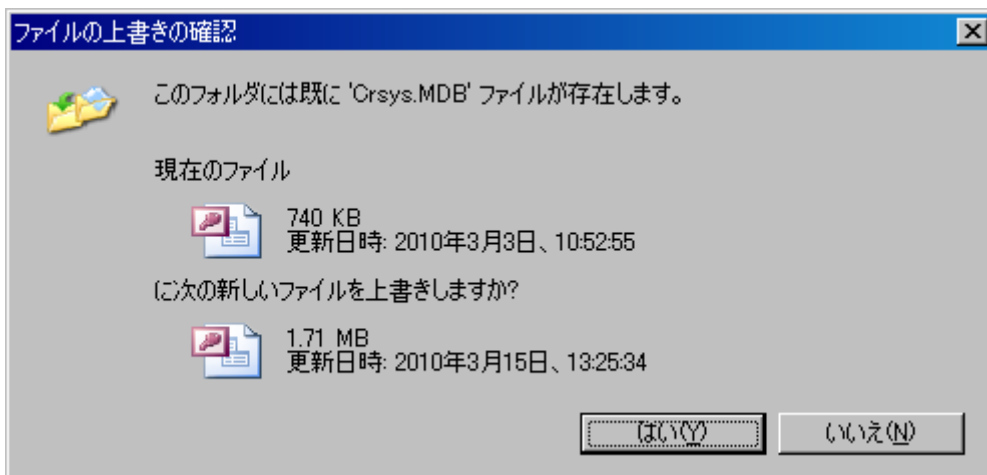 ファイルの上書きの確認
このフォルダには既に 'Crsys.MDB' ファイルが存在します。
現在のファイル
740 KB
更新日時: 2010年3月3日、10:52:55
に次の新しいファイルを上書きしますか?
1.71 MB
更新日時: 2010年3月15日、13:25:34
はい(Y) いいえ(N)